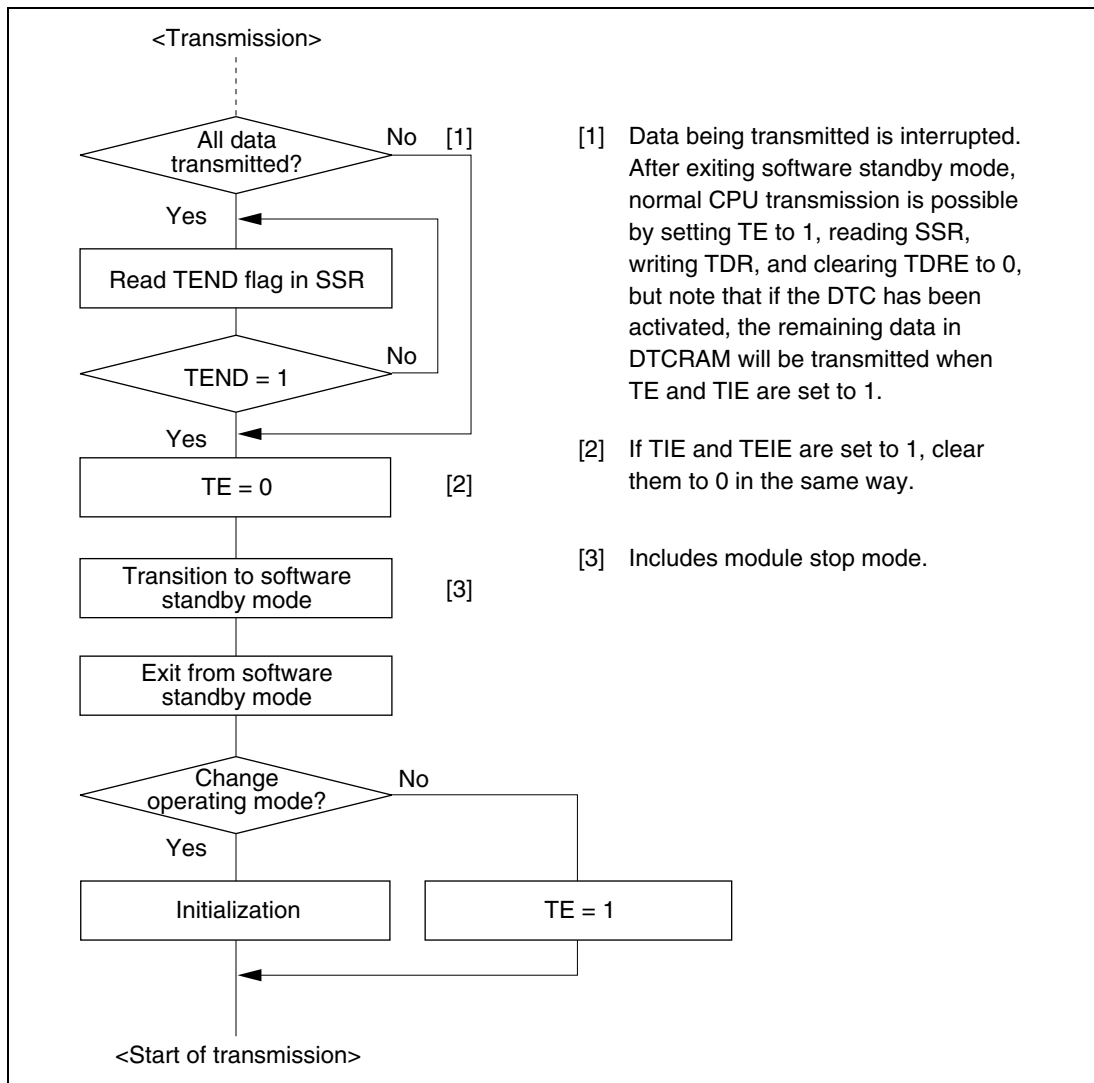 <Transmission>
All data
transmitted?
No
[1]
Yes
Read TEND flag in SSR
TEND = 1
No
Yes
TE = 0
[2]
Transition to software
standby mode
[3]
Exit from software
standby mode
Change
operating mode?
No
Yes
Initialization
TE = 1
<Start of transmission>
[1] Data being transmitted is interrupted.
After exiting software standby mode,
normal CPU transmission is possible
by setting TE to 1, reading SSR,
writing TDR, and clearing TDRE to 0,
but note that if the DTC has been
activated, the remaining data in
DTCRAM will be transmitted when
TE and TIE are set to 1.
[2] If TIE and TEIE are set to 1, clear
them to 0 in the same way.
[3] Includes module stop mode.